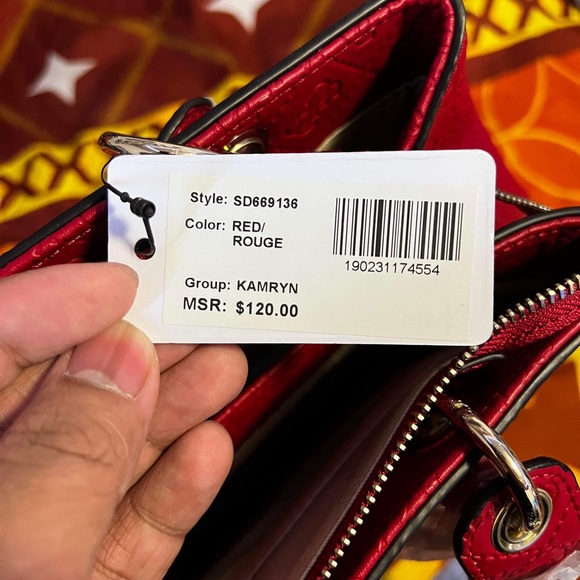 Style: SD669136
Color: RED/
ROUGE
190231174554
Group: KAMRYN
MSR: $120.00